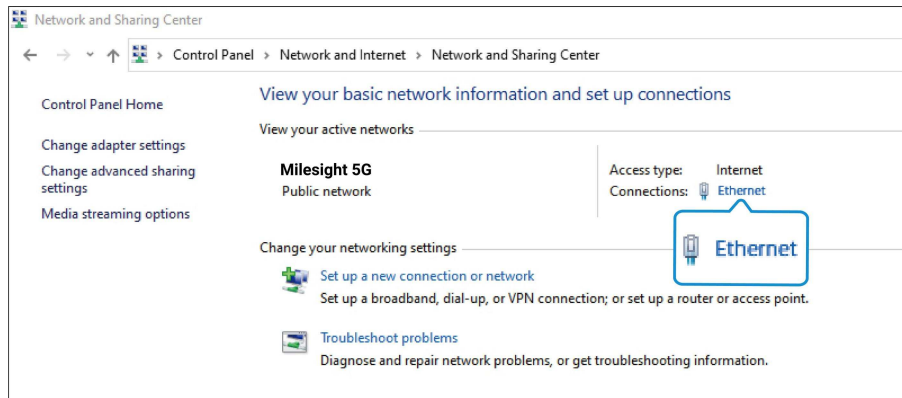 Network and Sharing Center
Control Panel > Network and Internet > Network and Sharing Center
Control Panel Home
Change adapter settings
Change advanced sharing
settings
Media streaming options
View your basic network information and set up connections
View your active networks
Milesight 5G
Public network
Access type: Internet
Connections: Ethernet
Ethernet
Change your networking settings
Set up a new connection or network
Set up a broadband, dial-up, or VPN connection; or set up a router or access point.
Troubleshoot problems
Diagnose and repair network problems, or get troubleshooting information.